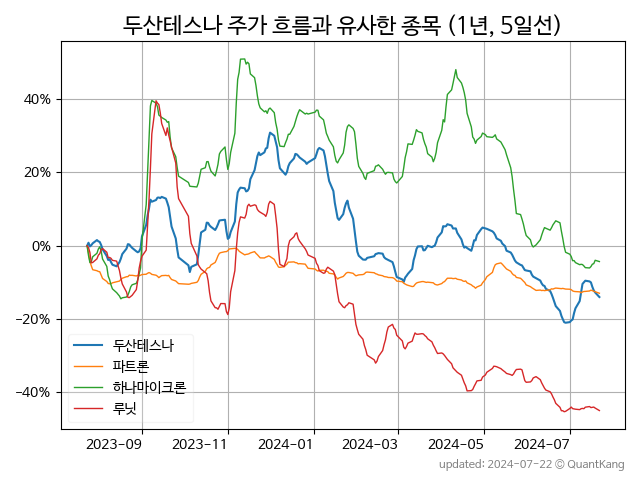 두산테스나 주가 흐름과 유사한 종목 (1년, 5일선)
40%
20%
0%
−20%
−40%
두산테스나
파트론
하나마이크론
루닛
2023-09 2023-11 2024-01 2024-03 2024-05 2024-07
updated: 2024-07-22 © QuantKang